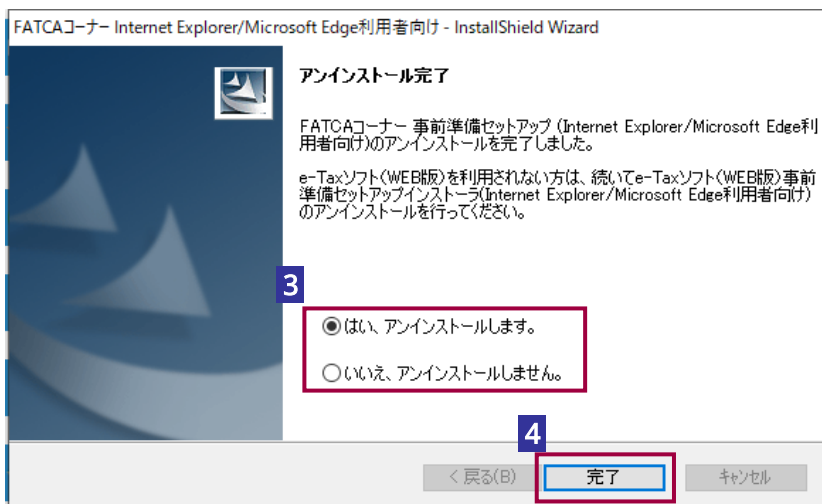 FATCAコーナー Internet Explorer/Microsoft Edge利用者向け - InstallShield Wizard
アンインストール完了
FATCAコーナー 事前準備セットアップ (Internet Explorer/Microsoft Edge利
用者向け)のアンインストールを完了しました。
e-Taxソフト(WEB版)を利用されない方は、続いてe-Taxソフト(WEB版)事前
準備セットアップインストーラ(Internet Explorer/Microsoft Edge利用者向け)
のアンインストールを行ってください。
3
はい、アンインストールします。
いいえ、アンインストールしません。
4
< 戻る(B)
完了
キャンセル